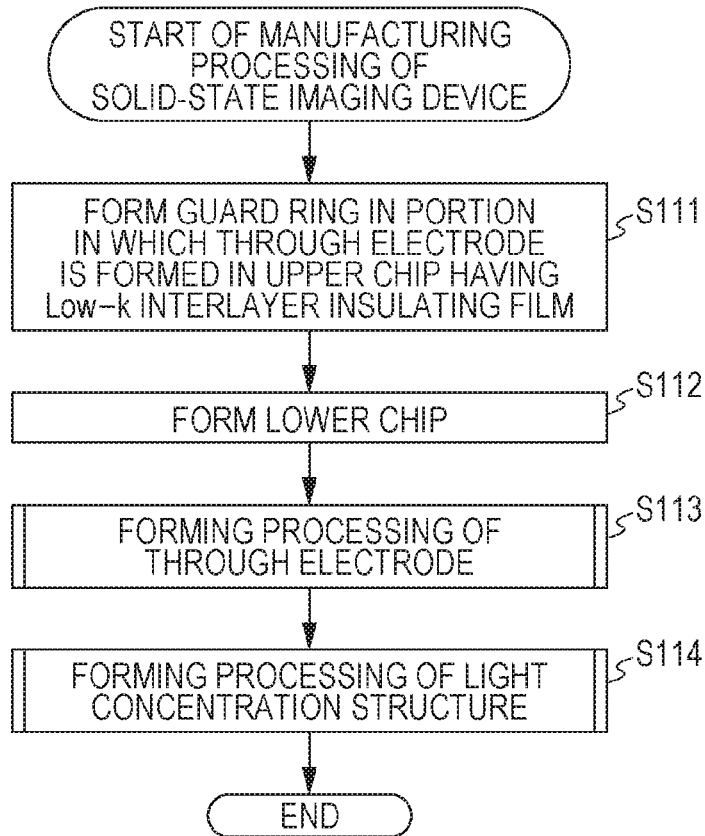 START OF MANUFACTURING
PROCESSING OF
SOLID-STATE IMAGING DEVICE
FORM GUARD RING IN PORTION
IN WHICH THROUGH ELECTRODE
IS FORMED IN UPPER CHIP HAVING
Low-k INTERLAYER INSULATING FILM
S111
FORM LOWER CHIP
S112
FORMING PROCESSING OF
THROUGH ELECTRODE
S113
FORMING PROCESSING OF LIGHT
CONCENTRATION STRUCTURE
S114
END